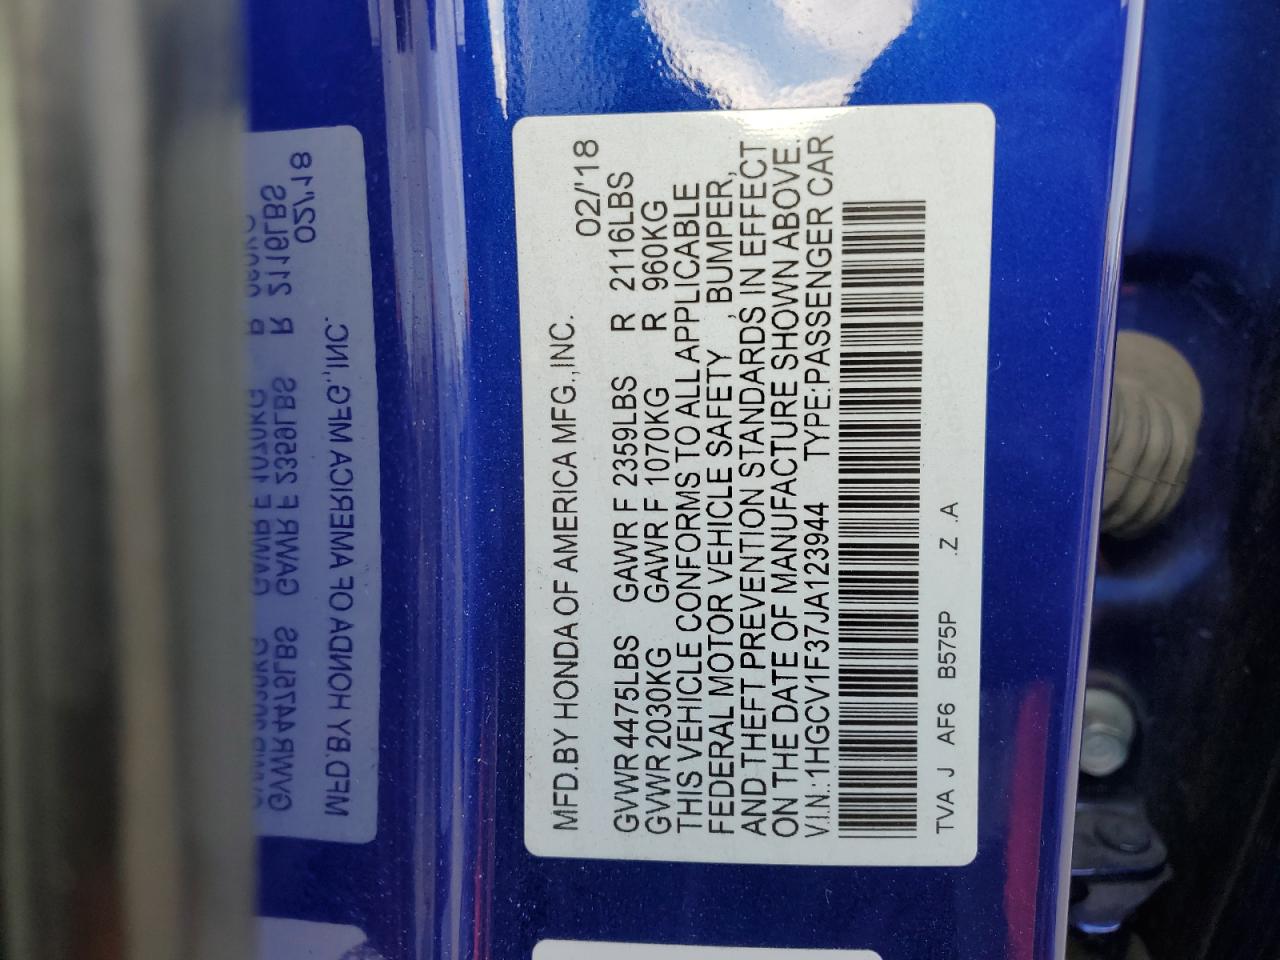 MFD.BY HONDA OF AMERICA MFG.,INC. 02/'18
GVWR 4475LBS GAWR F 2359LBS R 2116LBS
GVWR 2030KG GAWR F 1070KG R 960KG
THIS VEHICLE CONFORMS TO ALL APPLICABLE
FEDERAL MOTOR VEHICLE SAFETY , BUMPER,
AND THEFT PREVENTION STANDARDS IN EFFECT
ON THE DATE OF MANUFACTURE SHOWN ABOVE.
V.I.N.:1HGCV1F37JA123944 TYPE:PASSENGER CAR
TVA J AF6 B575P .Z .A